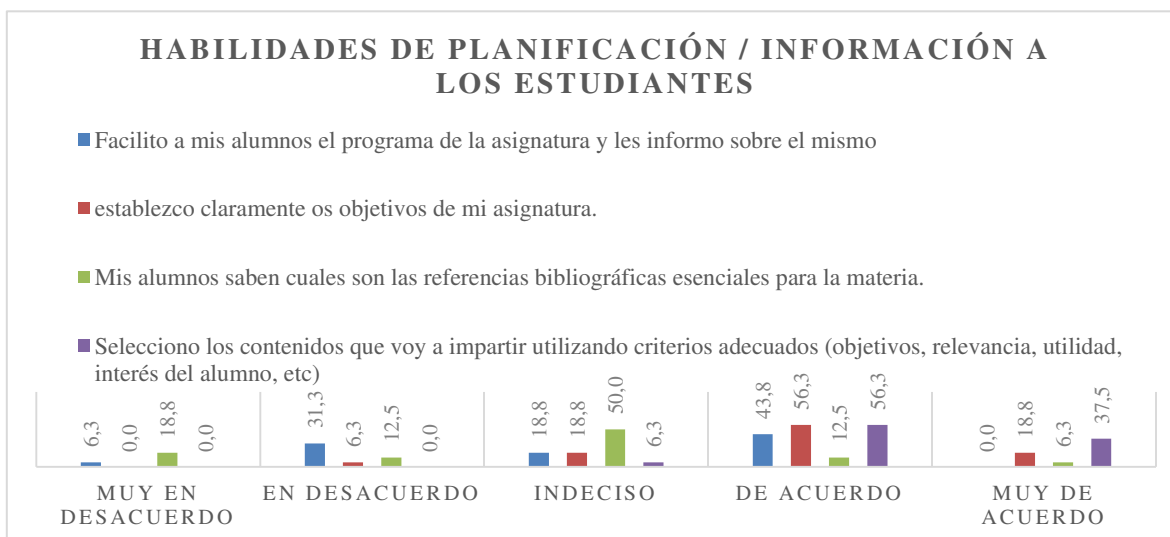 HABILIDADES DE PLANIFICACIÓN / INFORMACIÓN A
LOS ESTUDIANTES
Facilito a mis alumnos el programa de la asignatura y les informo sobre el mismo
establezco claramente os objetivos de mi asignatura.
Mis alumnos saben cuales son las referencias bibliográficas esenciales para la materia.
Selecciono los contenidos que voy a impartir utilizando criterios adecuados (objetivos, relevancia, utilidad,
interés del alumno, etc)
6,3
0,0
18,8
0,0
31,3
6,3
12,5
0,0
18,8
18,8
50,0
6,3
43,8
56,3
12,5
56,3
0,0
18,8
6,3
37,5
MUY EN
DESACUERDO
EN DESACUERDO
INDECISO
DE ACUERDO
MUY DE
ACUERDO